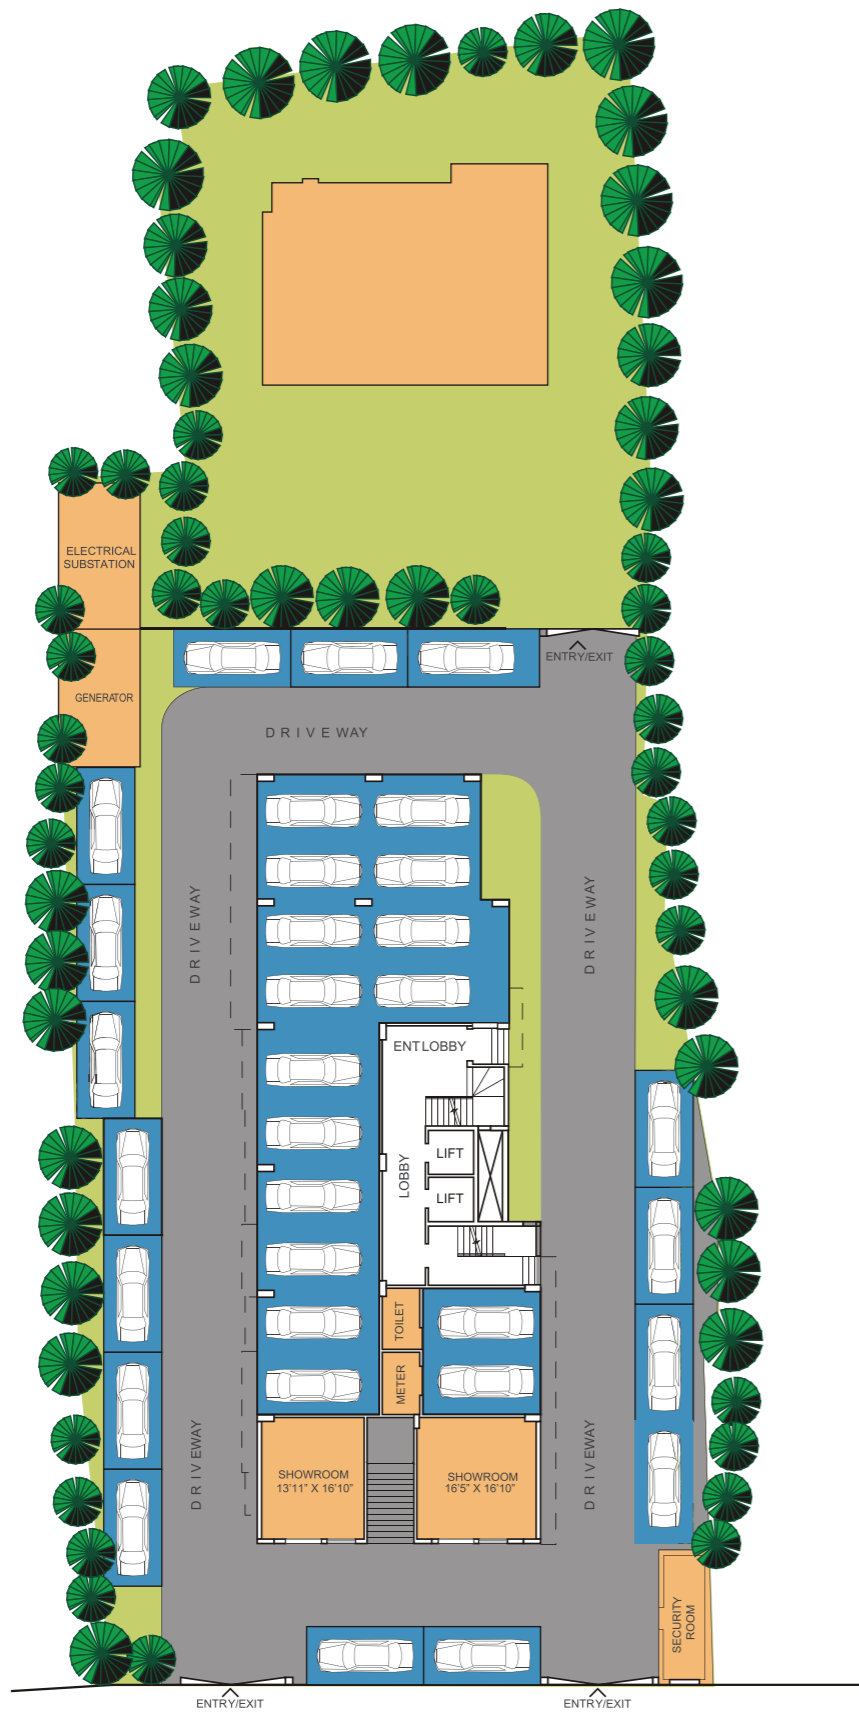 ELECTRICAL
SUBSTATION
GENERATOR
ENTRY/EXIT
DRIVEWAY
DRIVEWAY
DRIVEWAY
ENT LOBBY
LOBBY
LIFT
LIFT
TOILET
METER
DRIVEWAY
DRIVEWAY
SHOWROOM
13'11" X 16'10"
SHOWROOM
16'5" X 16'10"
SECURITY
ROOM
ENTRY/EXIT
ENTRY/EXIT